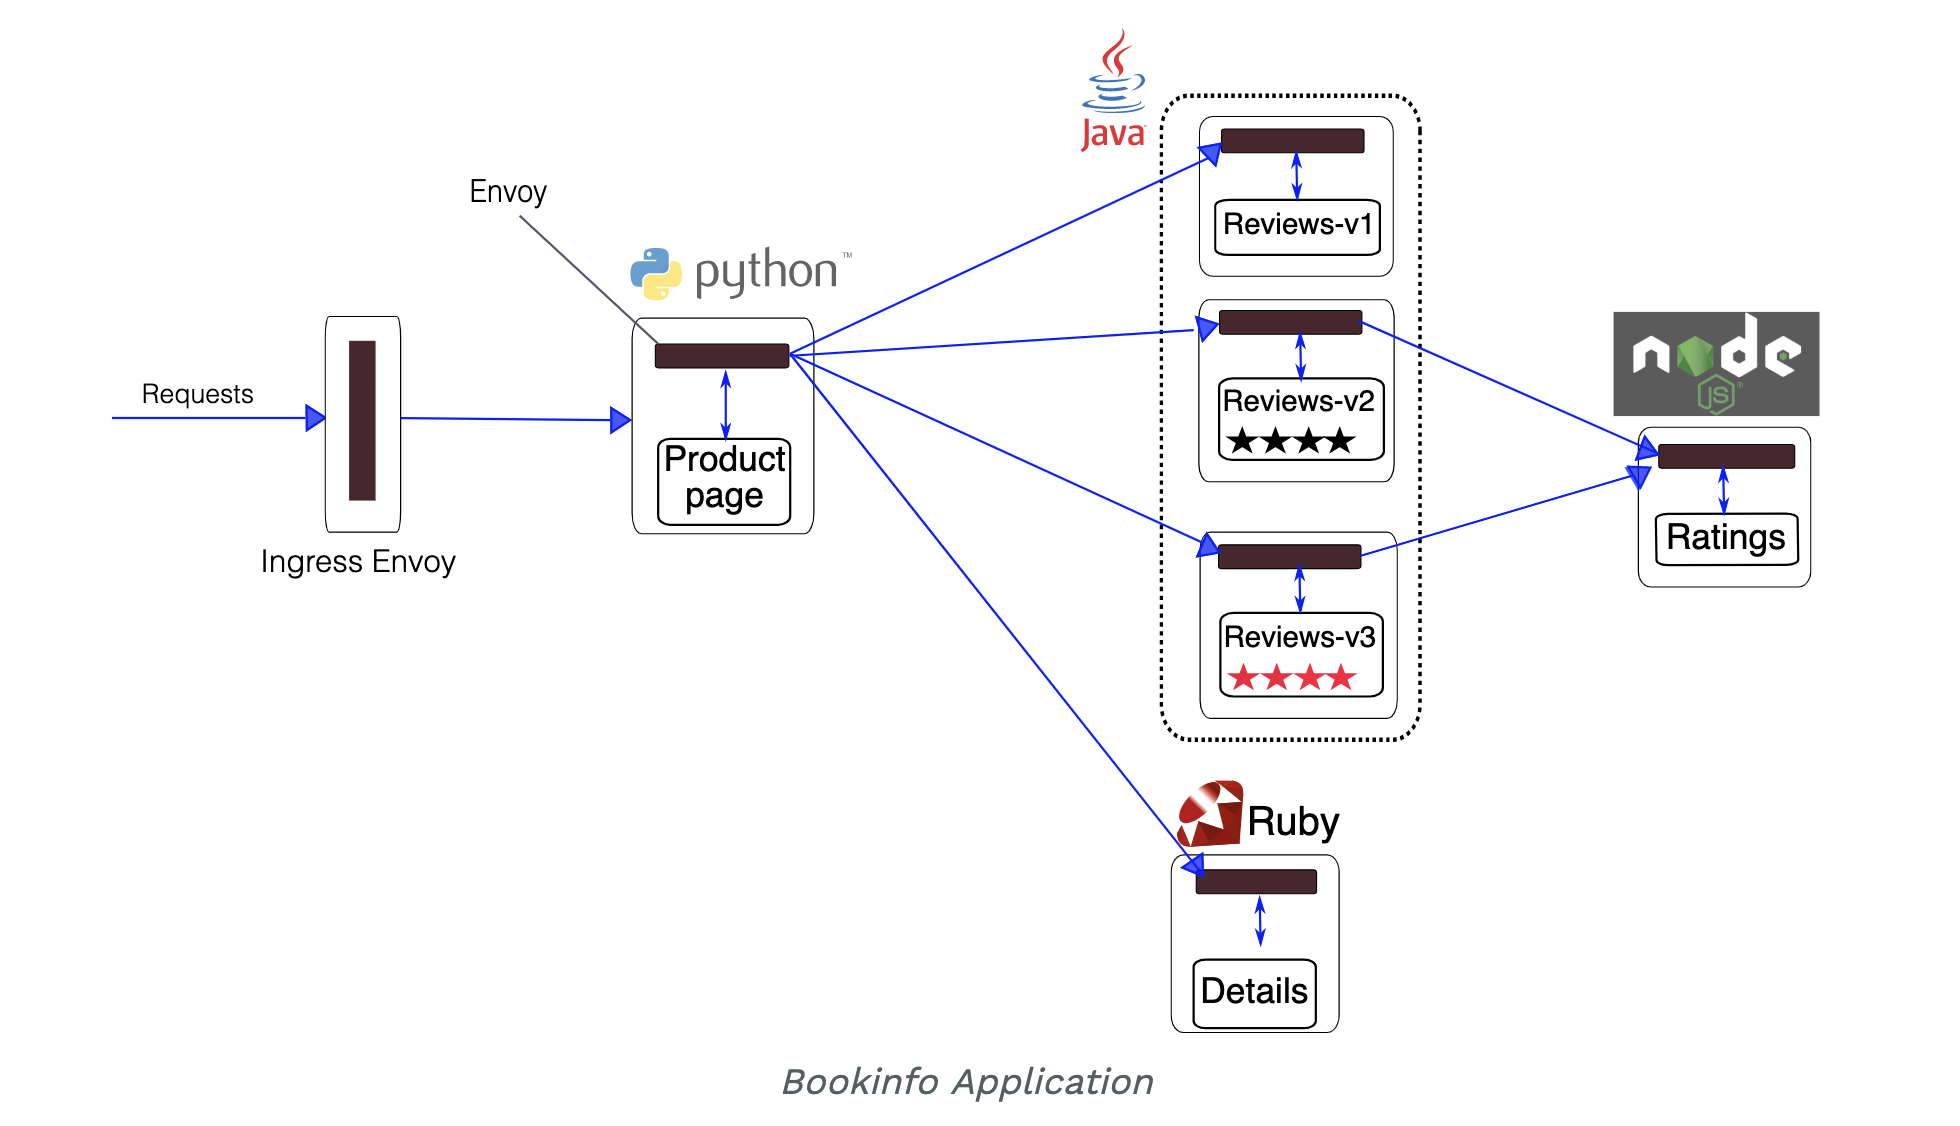 Java
Envoy
python™
Reviews-v1
Requests
Product
page
Reviews-v2
node
JS®
Ratings
Ingress Envoy
Reviews-v3
Ruby
Details
Bookinfo Application